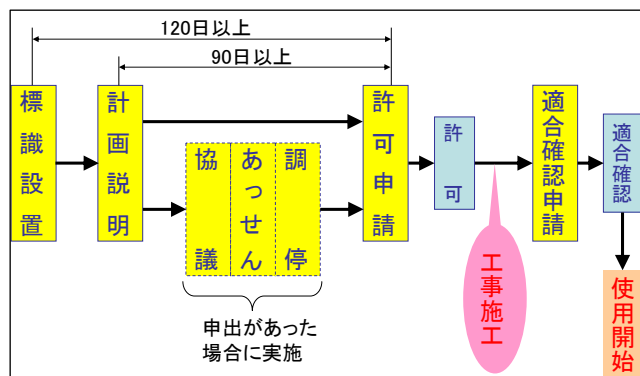 120日以上
90日以上
標識設置
計画説明
協議
あっせん
調停
許可申請
許可
工事施工
適合確認申請
適合確認
使用開始
申出があった
場合に実施